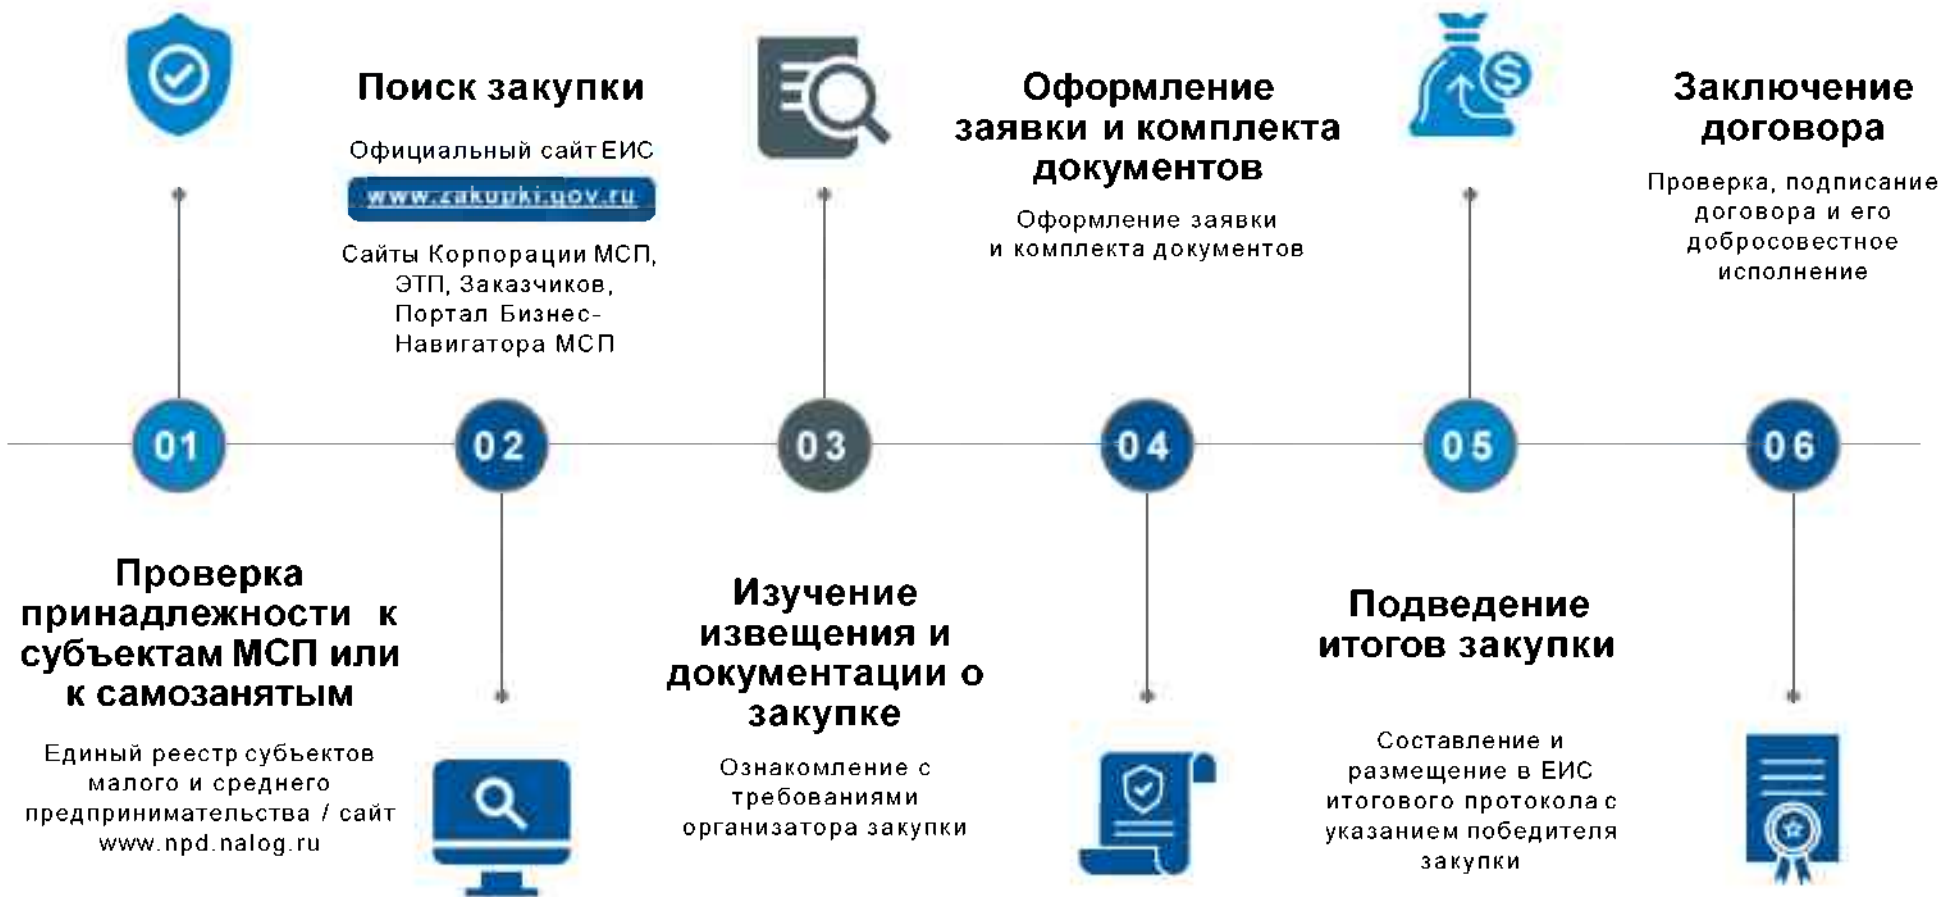 01
Проверка
принадлежности к
субъектам МСП или
к самозанятым
Единый реестр субъектов
малого и среднего
предпринимательства / сайт
www.npd.nalog.ru
Поиск закупки
Официальный сайт ЕИС
www.zakupki.gov.ru
Сайты Корпорации МСП,
ЭТП, Заказчиков,
Портал Бизнес-
Навигатора МСП
02
03
Изучение
извещения и
документации о
закупке
Ознакомление с
требованиями
организатора закупки
Оформление
заявки и комплекта
документов
Оформление заявки
и комплекта документов
04
05
Подведение
итогов закупки
Составление и
размещение в ЕИС
итогового протокола с
указанием победителя
закупки
Заключение
договора
Проверка, подписание
договора и его
добросовестное
исполнение
06